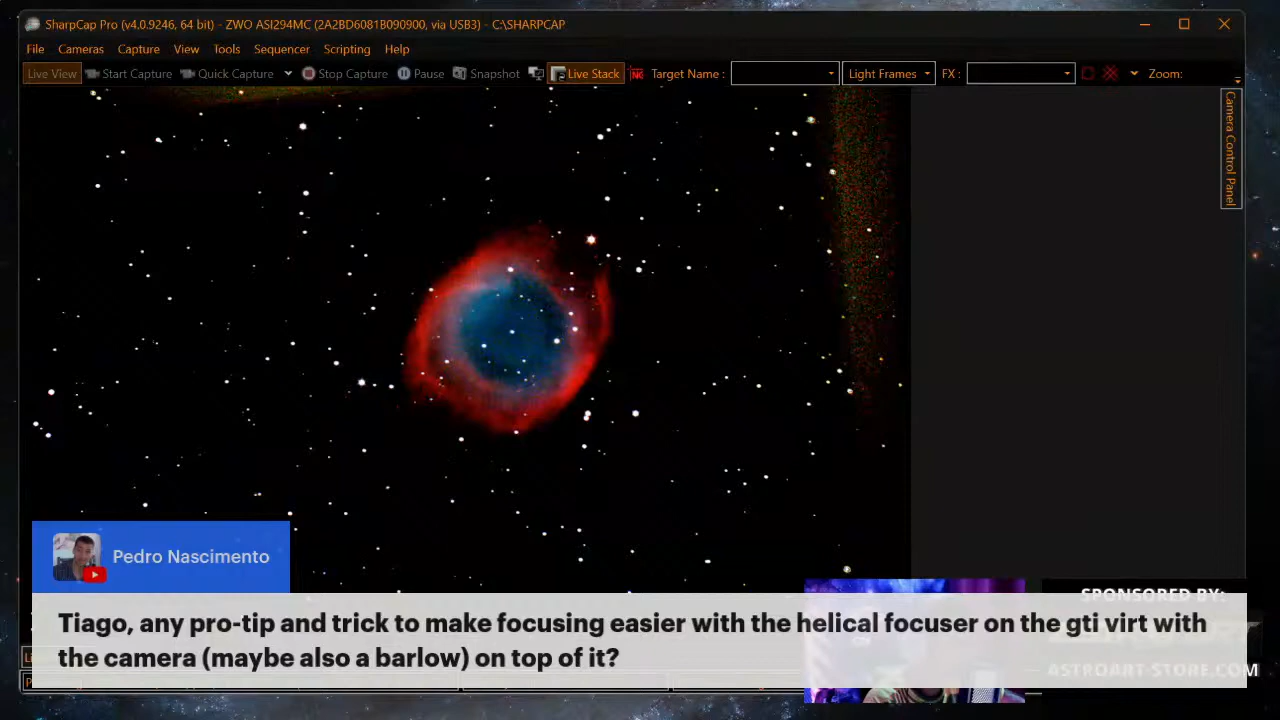 SharpCap Pro (v4.0.9246, 64 bit) - ZWO ASI294MC (2A2BD6081B090900, via USB3) - C:\SHARPCAP
File Cameras Capture View Tools Sequencer Scripting Help
Live View Start Capture Quick Capture Stop Capture Pause Snapshot Live Stack Target Name : Light Frames FX : Zoom:
Camera Control Panel
Pedro Nascimento
SPONSORED BY:
Tiago, any pro-tip and trick to make focusing easier with the helical focuser on the gti virt with
the camera (maybe also a barlow) on top of it?
ASTROART-STORE.COM